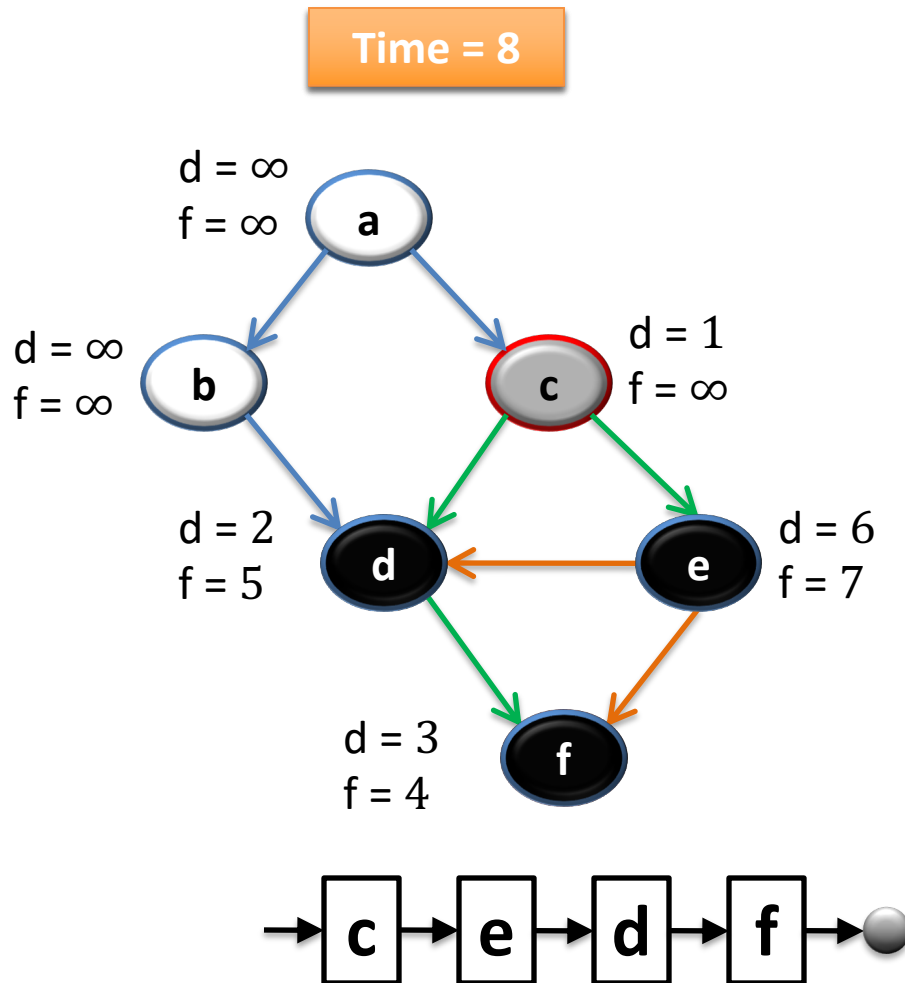 Time = 8
d = ∞
f = ∞
a
d = ∞
f = ∞
b
c
d = 1
f = ∞
d = 2
f = 5
d
e
d = 6
f = 7
d = 3
f = 4
f
c e d f